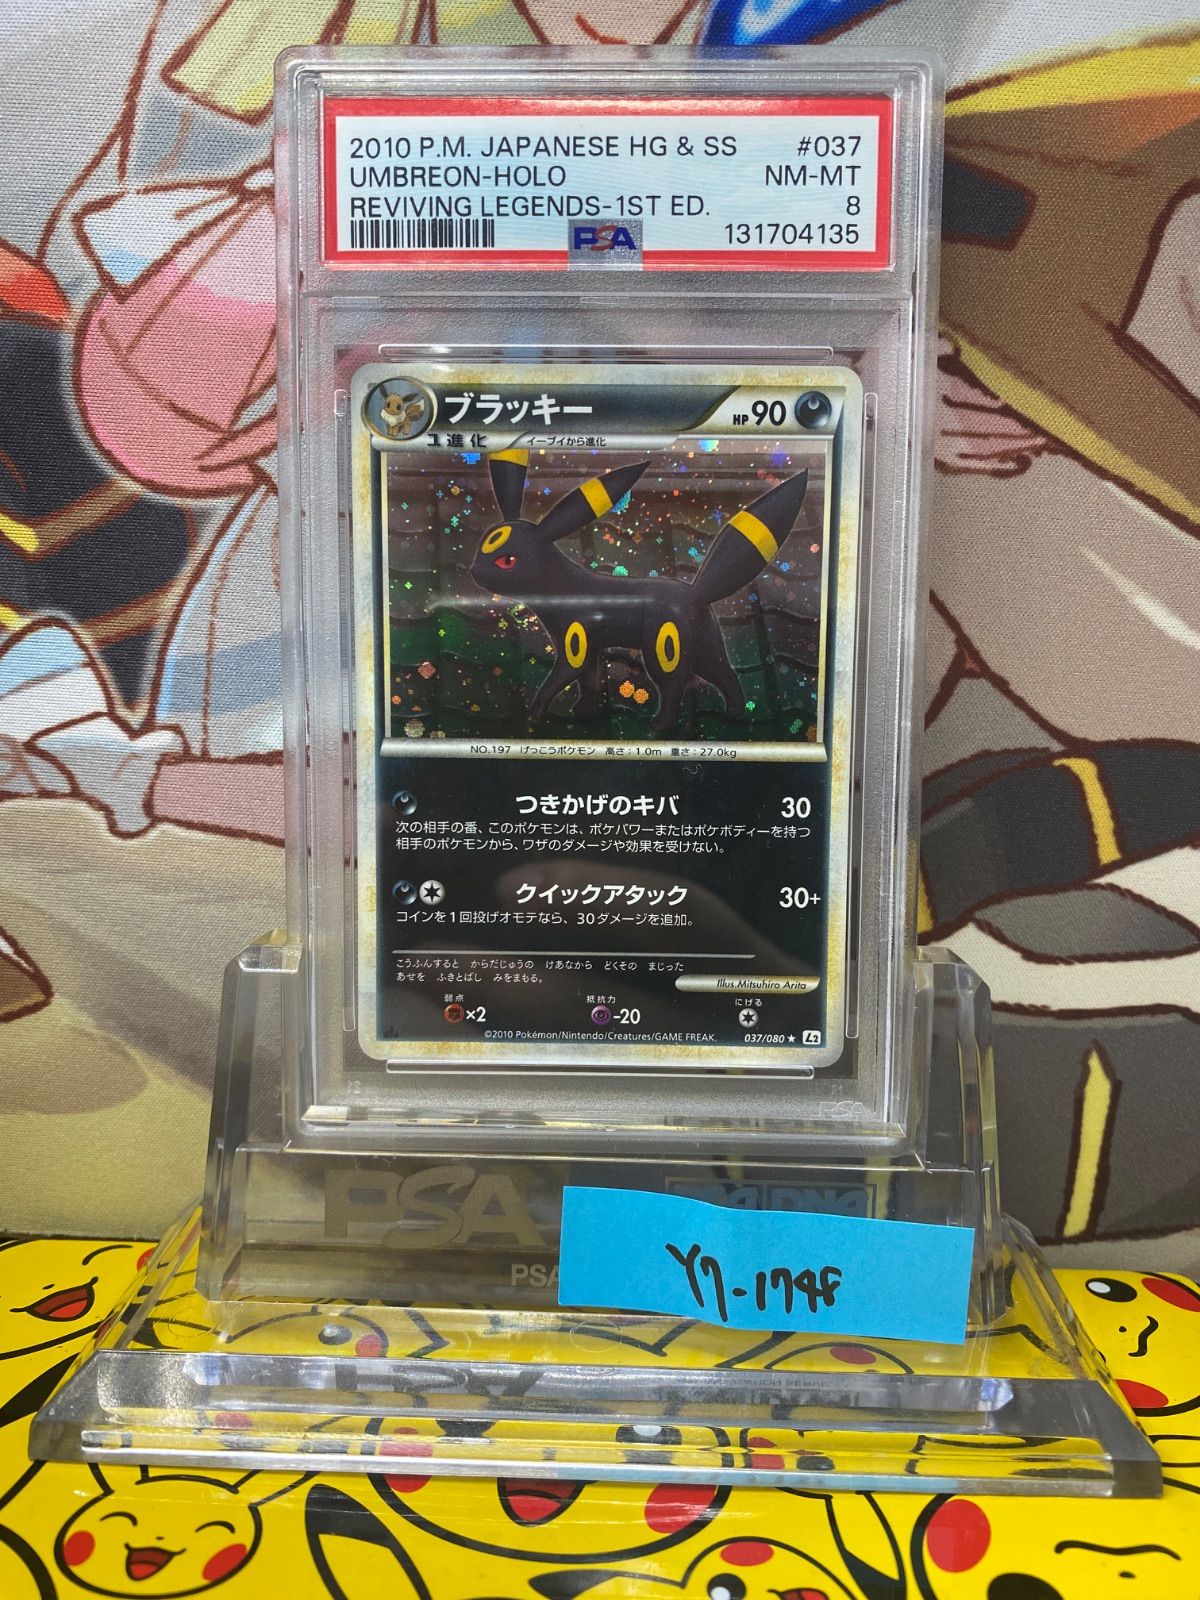 2010 P.M. JAPANESE HG & SS #037
UMBREON-HOLO NM-MT
REVIVING LEGENDS-1ST ED. 8
PSA 131704135
ブラッキー HP 90
1進化 イーブイから進化
NO.197 げっこうポケモン 高さ:1.0m 重さ:27.0kg
つきかげのキバ 30
次の相手の番、このポケモンは、ポケパワーまたはポケボディーを持つ
相手のポケモンから、ワザのダメージや効果を受けない。
クイックアタック 30+
コインを1回投げオモテなら、30ダメージを追加。
こうふんすると からだじゅうの けあなから どくその まじった
あせを ふきとばし みをまもる。
Illus.Mitsuhiro Arita
弱点 抵抗力 にげる
×2 -20
©2010 Pokémon/Nintendo/Creatures/GAME FREAK. 037/080 ★ L2
PSA
PSA
PSA
Y7-1748